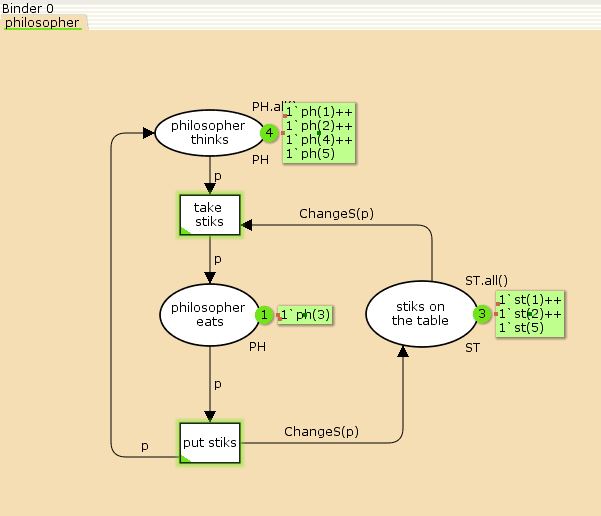 Binder 0
philosopher
PH.all()
1`ph(1)++
1`ph(2)++
1`ph(4)++
1`ph(5)
philosopher
thinks
4
PH
p
take
stiks
ChangeS(p)
p
ST.all()
philosopher
eats
1
1`ph(3)
stiks on
the table
3
1`st(1)++
1`st(2)++
1`st(5)
PH
ST
p
ChangeS(p)
put stiks
p